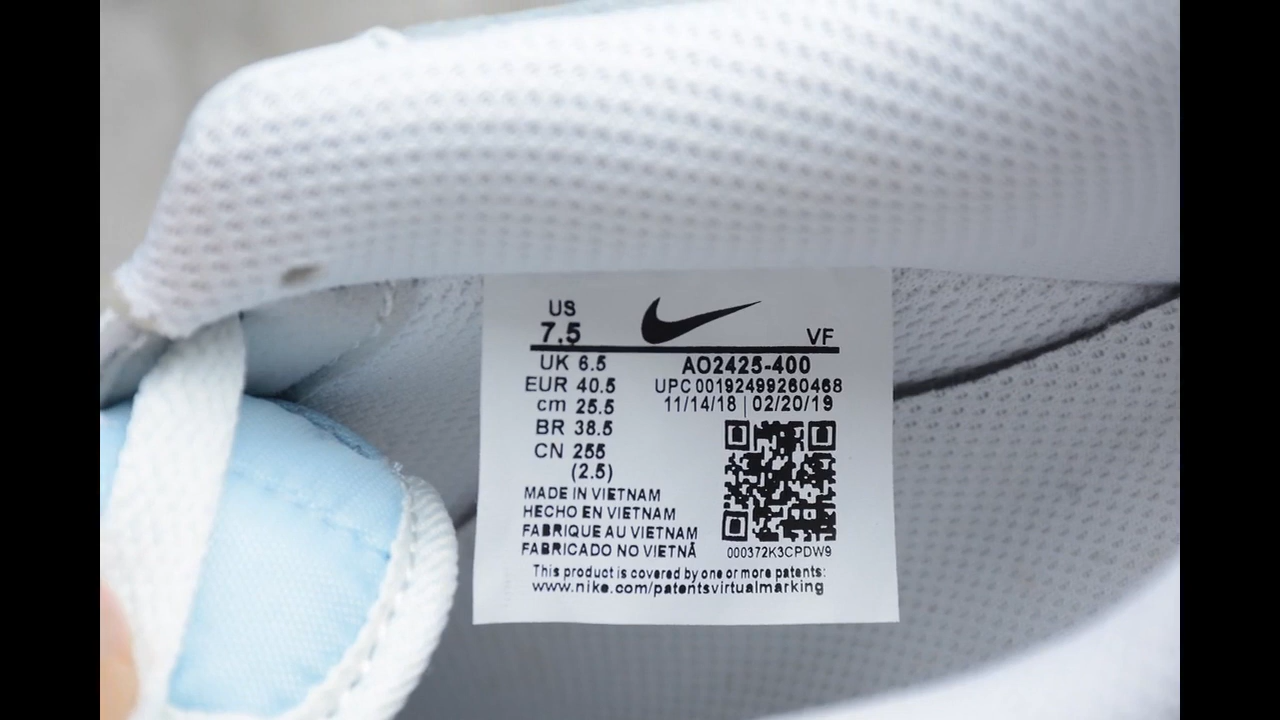 US
7.5
VF
UK 6.5
AO2425-400
EUR 40.5
UPC 00192499260468
cm 25.5
11/14/18 | 02/20/19
BR 38.5
CN 255
(2.5)
MADE IN VIETNAM
HECHO EN VIETNAM
FABRIQUE AU VIETNAM
FABRICADO NO VIETNÃ
000372K3CPDW9
This product is covered by one or more patents:
www.nike.com/patentsvirtualmarking